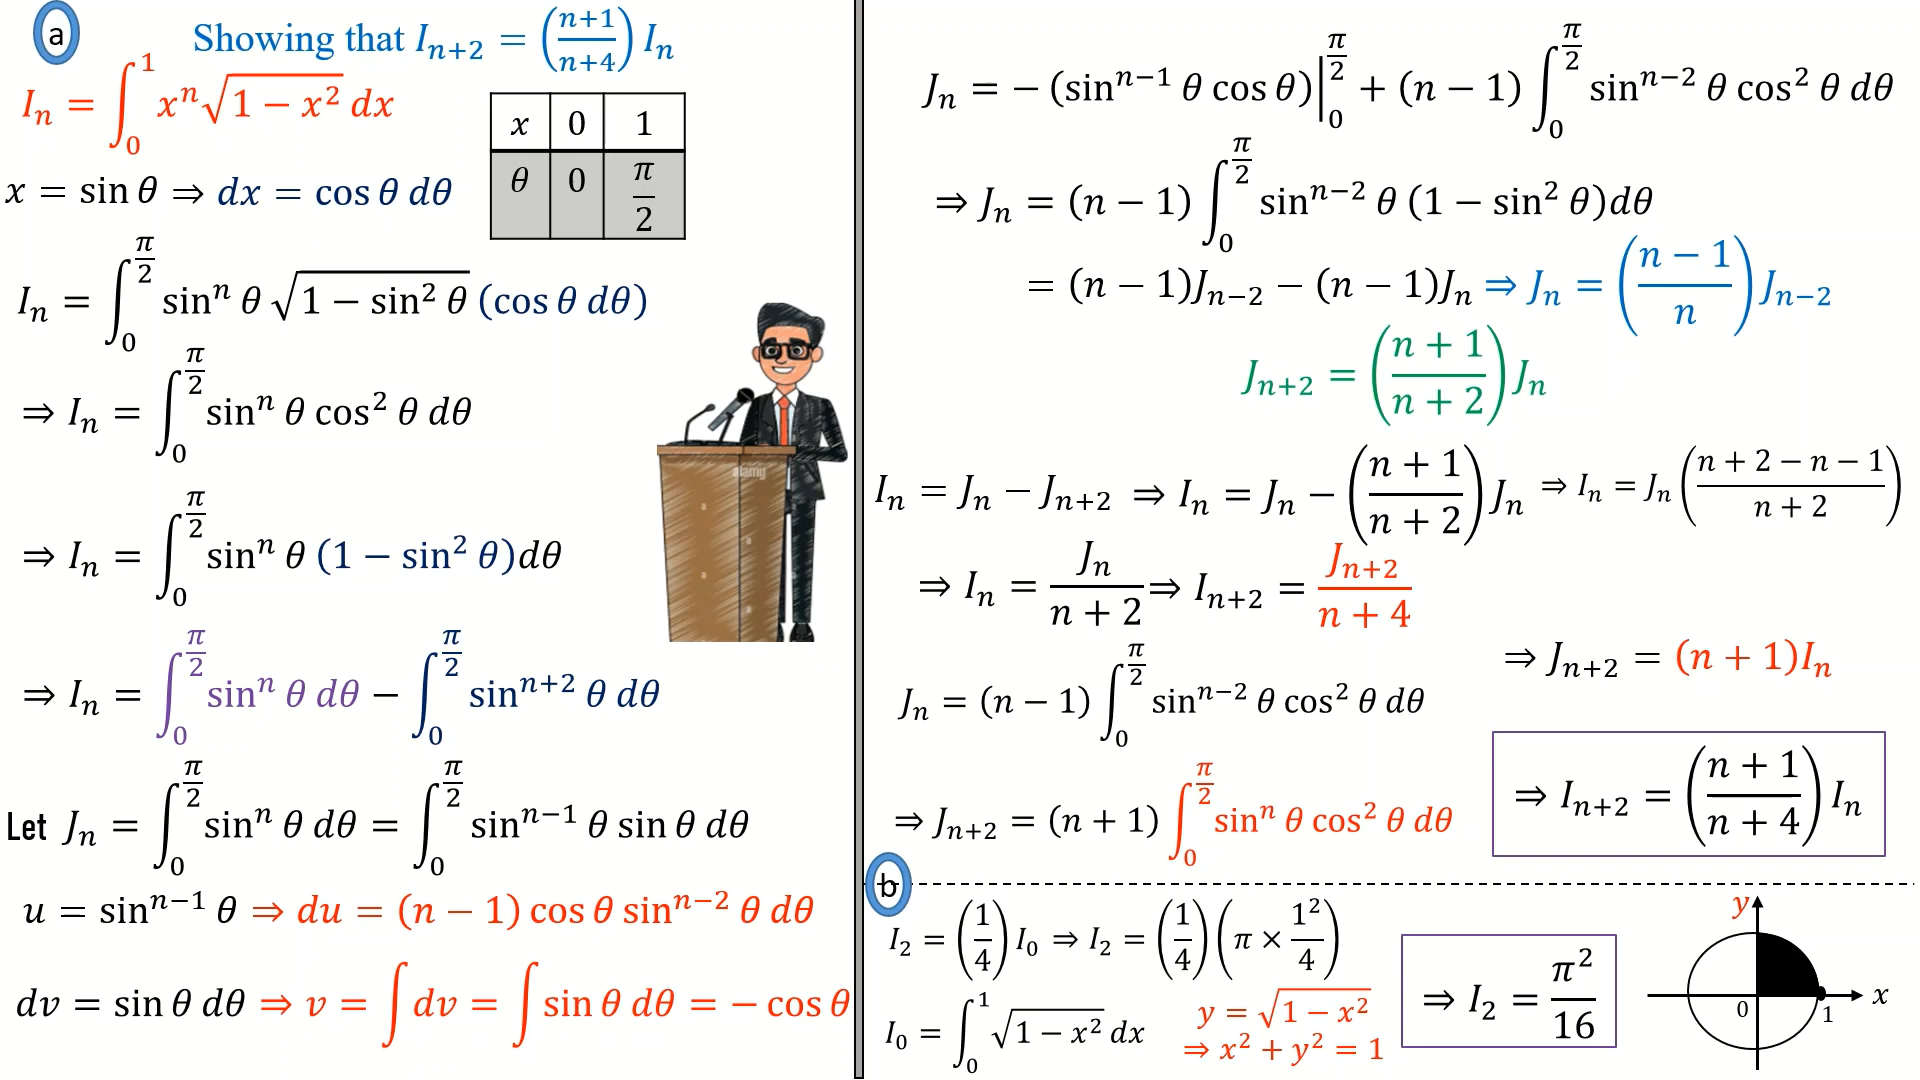 a
Showing that I_{n+2} = ((n+1)/(n+4)) I_n
I_n = ∫_0^1 x^n √(1 − x^2) dx
x 0 1
θ 0 π/2
x = sin θ ⇒ dx = cos θ dθ
I_n = ∫_0^{π/2} sin^n θ √(1 − sin^2 θ) (cos θ dθ)
⇒ I_n = ∫_0^{π/2} sin^n θ cos^2 θ dθ
⇒ I_n = ∫_0^{π/2} sin^n θ (1 − sin^2 θ)dθ
⇒ I_n = ∫_0^{π/2} sin^n θ dθ − ∫_0^{π/2} sin^{n+2} θ dθ
Let J_n = ∫_0^{π/2} sin^n θ dθ = ∫_0^{π/2} sin^{n−1} θ sin θ dθ
u = sin^{n−1} θ ⇒ du = (n − 1) cos θ sin^{n−2} θ dθ
dv = sin θ dθ ⇒ v = ∫ dv = ∫ sin θ dθ = − cos θ
alamy
J_n = − (sin^{n−1} θ cos θ)|_0^{π/2} + (n − 1) ∫_0^{π/2} sin^{n−2} θ cos^2 θ dθ
⇒ J_n = (n − 1) ∫_0^{π/2} sin^{n−2} θ (1 − sin^2 θ)dθ
= (n − 1)J_{n−2} − (n − 1)J_n ⇒ J_n = ((n − 1)/n) J_{n−2}
J_{n+2} = ((n + 1)/(n + 2)) J_n
I_n = J_n − J_{n+2} ⇒ I_n = J_n − ((n + 1)/(n + 2)) J_n ⇒ I_n = J_n ((n + 2 − n − 1)/(n + 2))
⇒ I_n = J_n/(n + 2) ⇒ I_{n+2} = J_{n+2}/(n + 4)
J_n = (n − 1) ∫_0^{π/2} sin^{n−2} θ cos^2 θ dθ
⇒ J_{n+2} = (n + 1) ∫_0^{π/2} sin^n θ cos^2 θ dθ
⇒ J_{n+2} = (n + 1)I_n
⇒ I_{n+2} = ((n + 1)/(n + 4)) I_n
b
I_2 = (1/4) I_0 ⇒ I_2 = (1/4) (π × 1^2/4)
I_0 = ∫_0^1 √(1 − x^2) dx
y = √(1 − x^2)
⇒ x^2 + y^2 = 1
⇒ I_2 = π^2/16
y
0 1 x